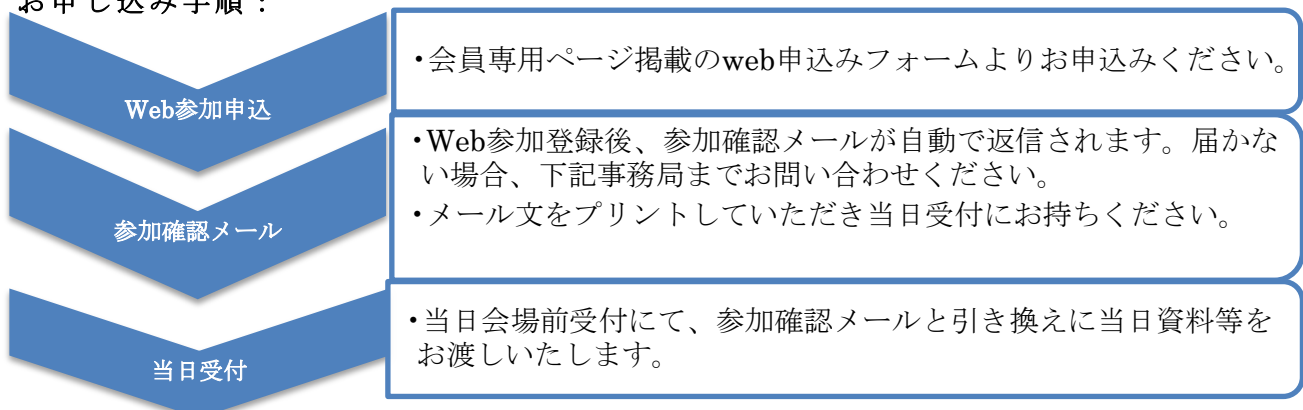 お申し込み手順：
Web参加申込
・会員専用ページ掲載のweb申込みフォームよりお申込みください。
参加確認メール
・Web参加登録後、参加確認メールが自動で返信されます。届かな
い場合、下記事務局までお問い合わせください。
・メール文をプリントしていただき当日受付にお持ちください。
当日受付
・当日会場前受付にて、参加確認メールと引き換えに当日資料等を
お渡しいたします。